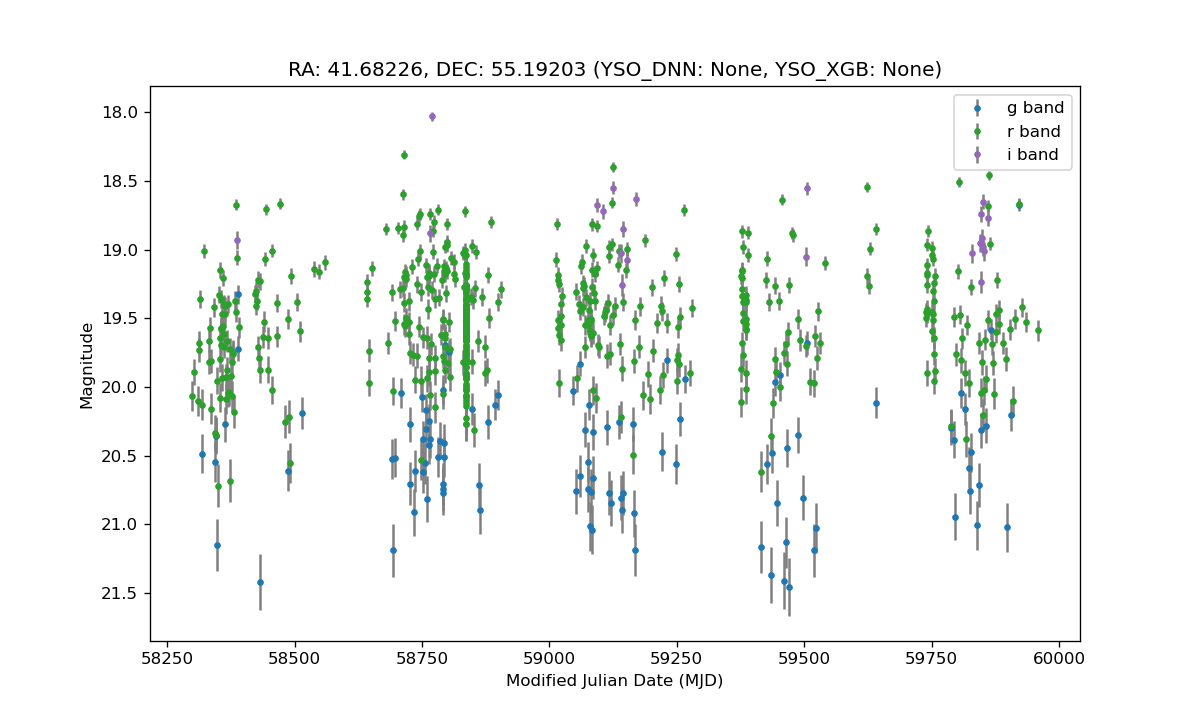 RA: 41.68226, DEC: 55.19203 (YSO_DNN: None, YSO_XGB: None)
g band
r band
i band
18.0
18.5
19.0
19.5
20.0
20.5
21.0
21.5
Magnitude
58250 58500 58750 59000 59250 59500 59750 60000
Modified Julian Date (MJD)